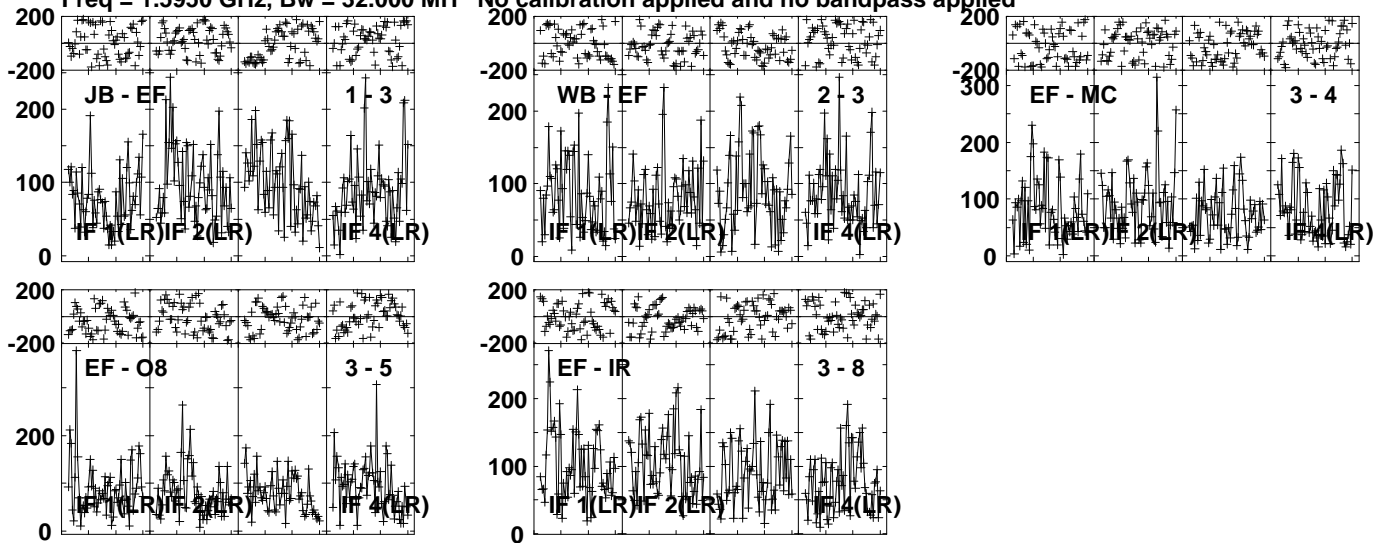 Freq = 1.5950 GHz, Bw = 32.000 MH No calibration applied and no bandpass applied
200
-200
200
100
0
JB - EF
1 - 3
IF 1(LR)
IF 2(LR)
IF 4(LR)
200
-200
200
100
0
WB - EF
2 - 3
IF 1(LR)
IF 2(LR)
IF 4(LR)
200
-200
300
200
100
0
EF - MC
3 - 4
IF 1(LR)
IF 2(LR)
IF 4(LR)
200
-200
200
0
EF - O8
3 - 5
IF 1(LR)
IF 2(LR)
IF 4(LR)
200
-200
200
100
0
EF - IR
3 - 8
IF 1(LR)
IF 2(LR)
IF 4(LR)